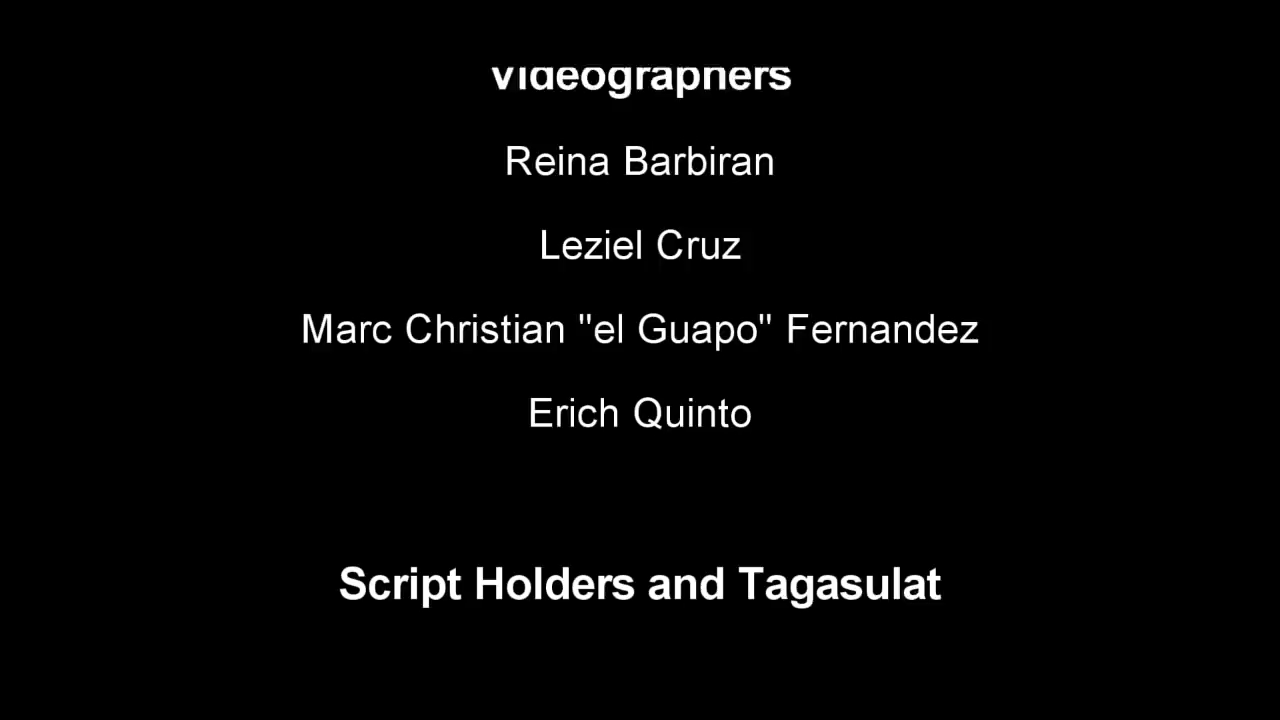 Videographers
Reina Barbiran
Leziel Cruz
Marc Christian "el Guapo" Fernandez
Erich Quinto
Script Holders and Tagasulat